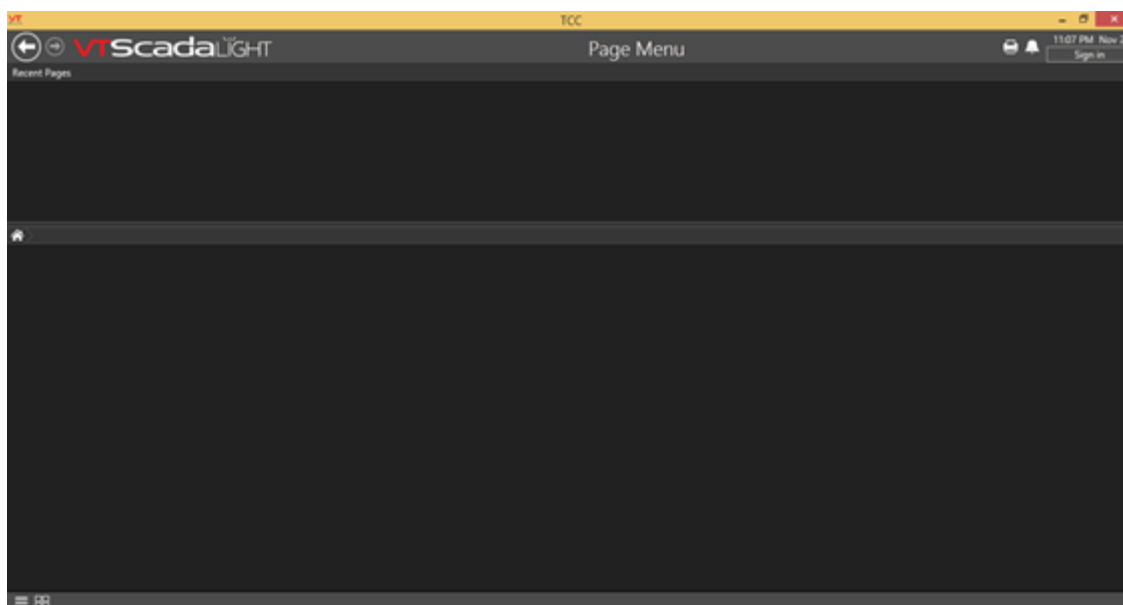 VT
TCC
VTScadaLIGHT
Page Menu
11:07 PM Nov 2
Sign in
Recent Pages